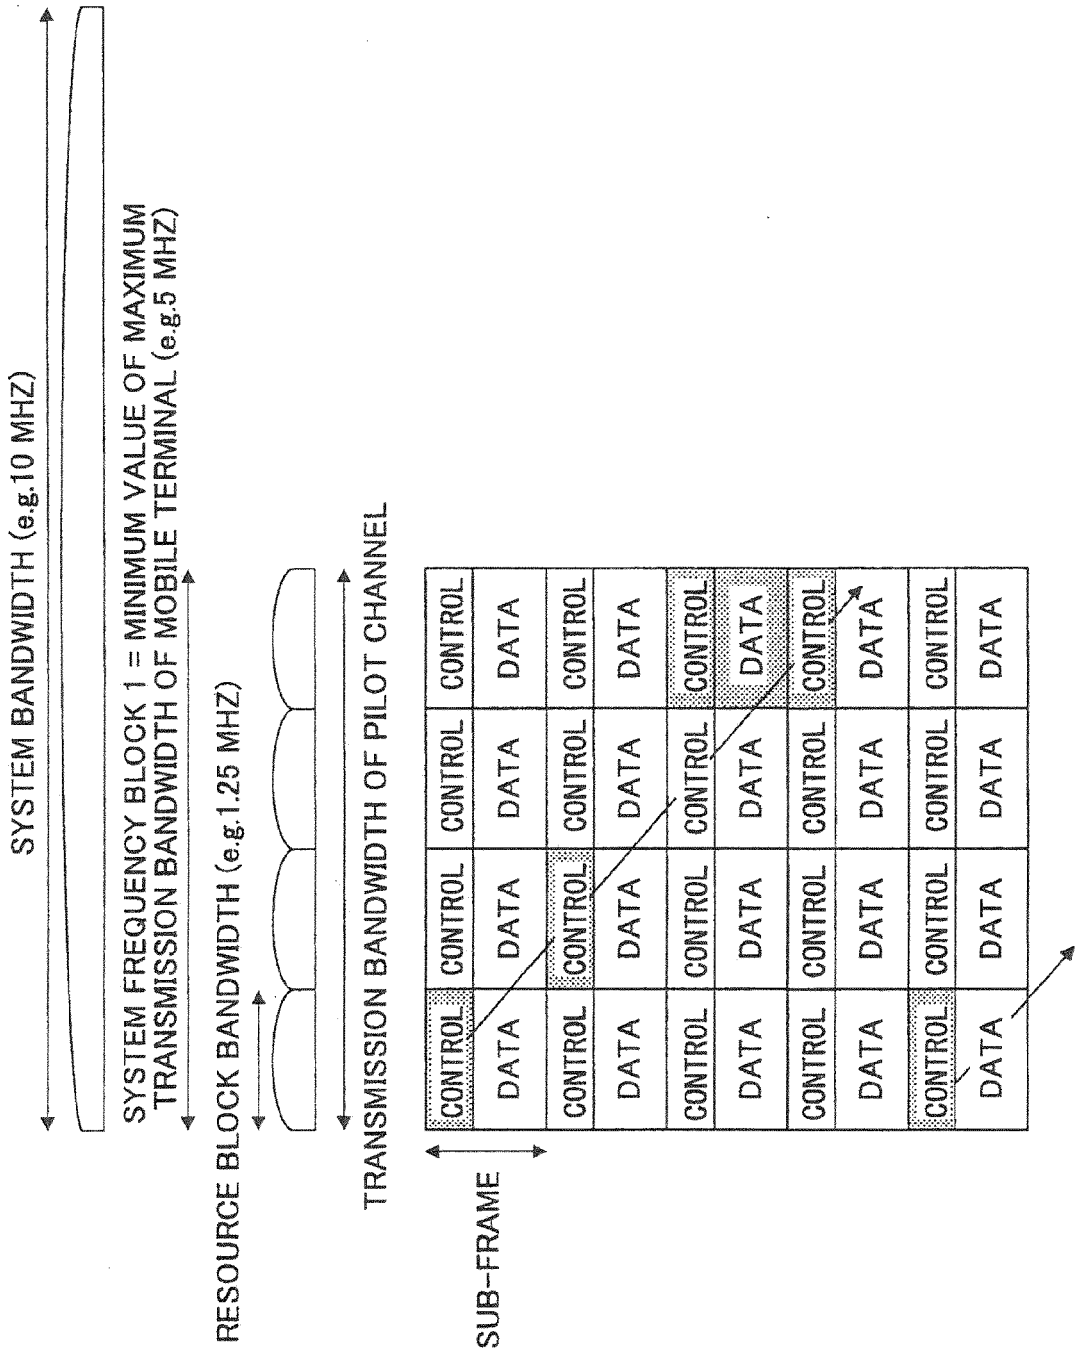 SYSTEM BANDWIDTH (e.g.10 MHZ)
SYSTEM FREQUENCY BLOCK 1 = MINIMUM VALUE OF MAXIMUM
TRANSMISSION BANDWIDTH OF MOBILE TERMINAL (e.g.5 MHZ)
RESOURCE BLOCK BANDWIDTH (e.g.1.25 MHZ)
TRANSMISSION BANDWIDTH OF PILOT CHANNEL
SUB-FRAME
CONTROL CONTROL CONTROL CONTROL
DATA DATA DATA DATA
CONTROL CONTROL CONTROL CONTROL
DATA DATA DATA DATA
CONTROL CONTROL CONTROL CONTROL
DATA DATA DATA DATA
CONTROL CONTROL CONTROL CONTROL
DATA DATA DATA DATA
CONTROL CONTROL CONTROL CONTROL
DATA DATA DATA DATA